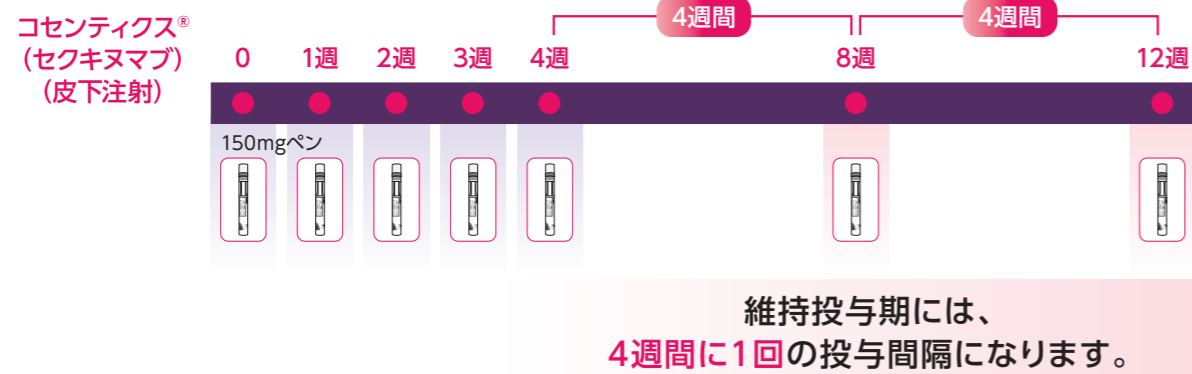 コセンティクス®
(セクキヌマブ)
(皮下注射)
4週間
4週間
0 1週 2週 3週 4週 8週 12週
150mgペン
維持投与期には、
4週間に1回の投与間隔になります。